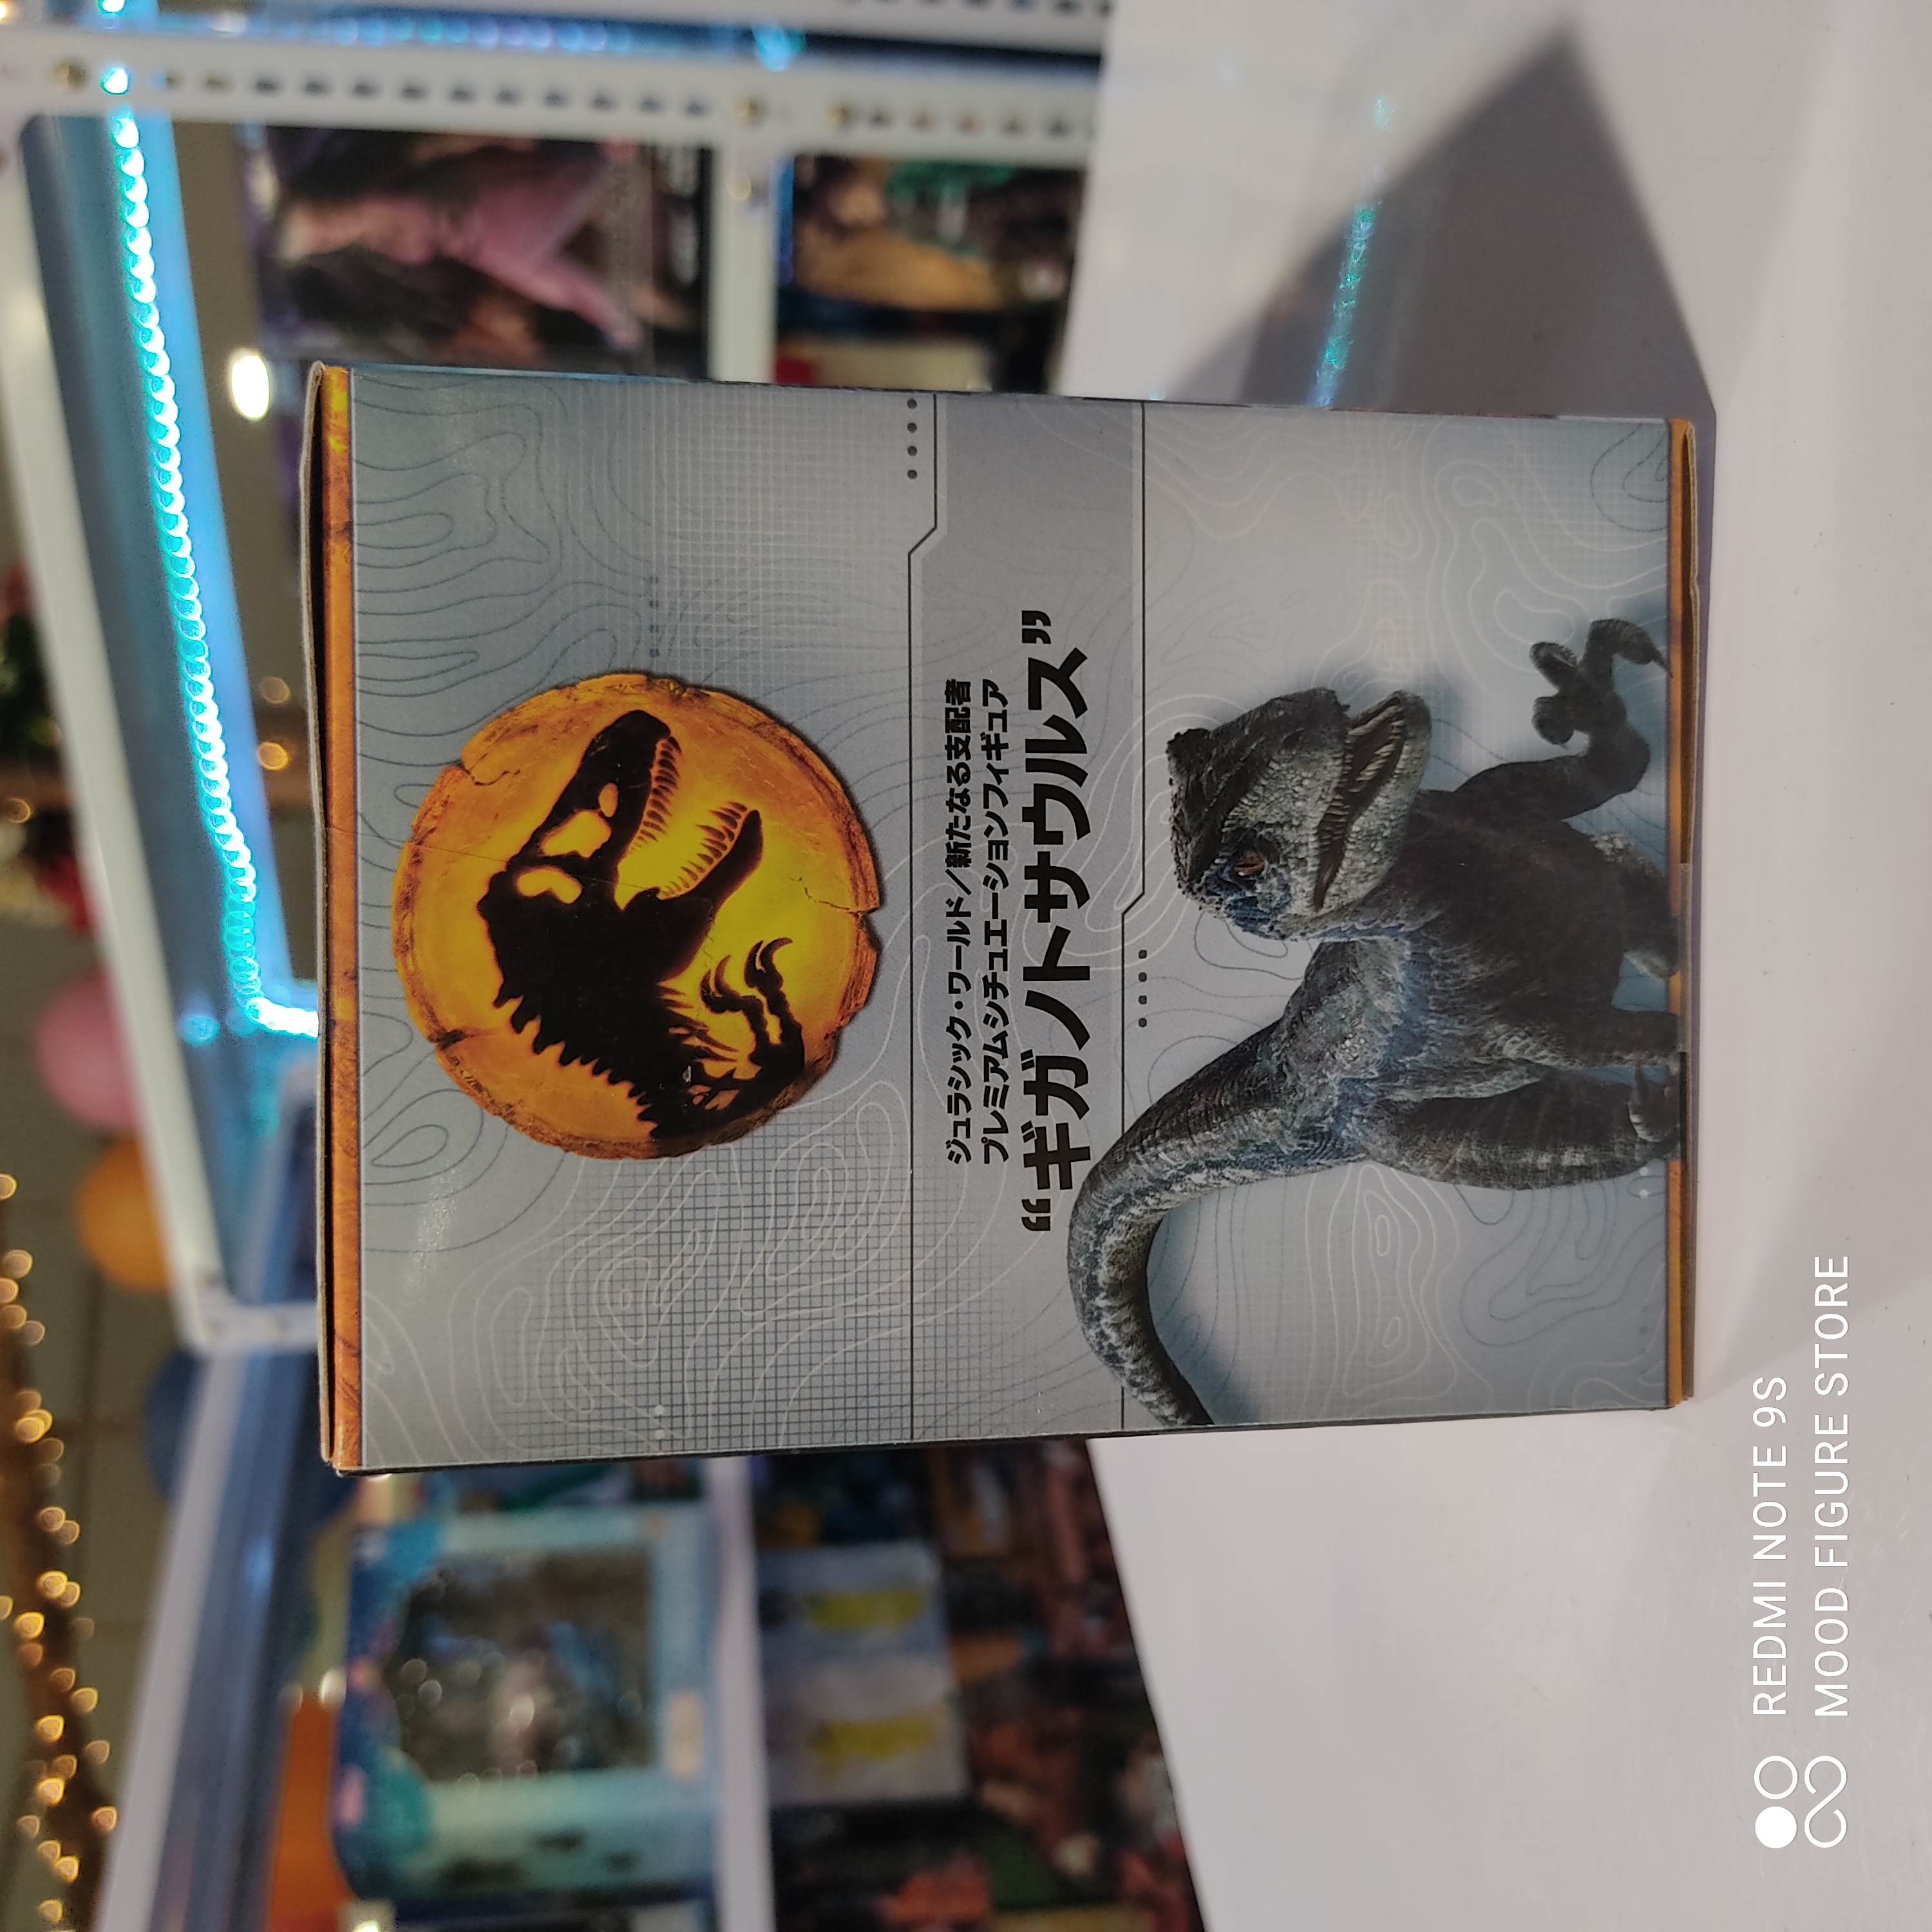 ジュラシック・ワールド／新たなる支配者
プレミアムシチュエーションフィギュア
“ギガノトサウルス”
REDMI NOTE 9S
MOOD FIGURE STORE